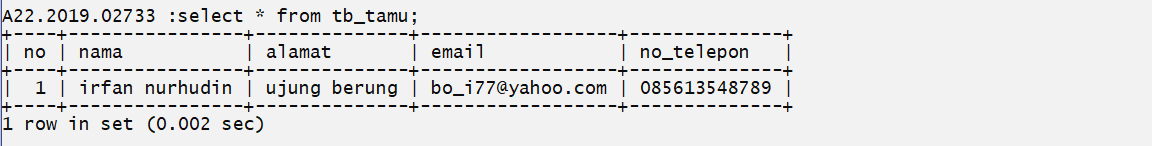 A22.2019.02733 :select * from tb_tamu;
+----+----------------+--------------+------------------+--------------+
| no | nama           | alamat       | email            | no_telepon   |
+----+----------------+--------------+------------------+--------------+
|  1 | irfan nurhudin | ujung berung | bo_i77@yahoo.com | 085613548789 |
+----+----------------+--------------+------------------+--------------+
1 row in set (0.002 sec)